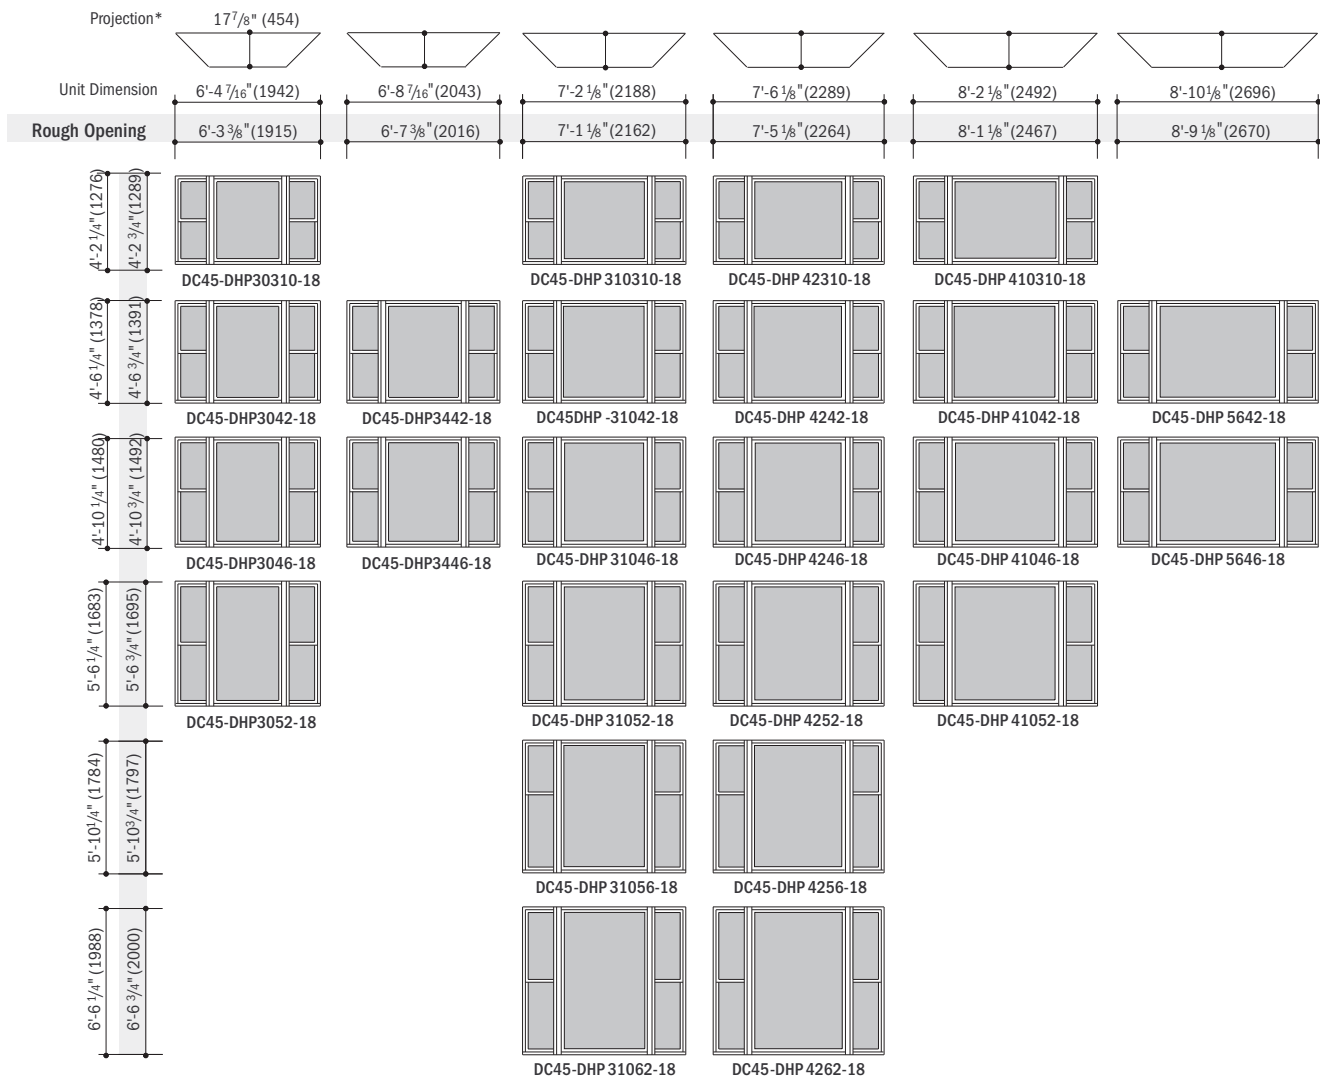 Projection* 17 7/8" (454)
Unit Dimension 6'-4 7/16" (1942) 6'-8 7/16" (2043) 7'-2 1/8" (2188) 7'-6 1/8" (2289) 8'-2 1/8" (2492) 8'-10 1/8" (2696)
Rough Opening 6'-3 3/8" (1915) 6'-7 3/8" (2016) 7'-1 1/8" (2162) 7'-5 1/8" (2264) 8'-1 1/8" (2467) 8'-9 1/8" (2670)
4'-2 1/4" (1276) 4'-2 3/4" (1289)
DC45-DHP30310-18 DC45-DHP 310310-18 DC45-DHP 42310-18 DC45-DHP 410310-18
4'-6 1/4" (1378) 4'-6 3/4" (1391)
DC45-DHP3042-18 DC45-DHP3442-18 DC45DHP -31042-18 DC45-DHP 4242-18 DC45-DHP 41042-18 DC45-DHP 5642-18
4'-10 1/4" (1480) 4'-10 3/4" (1492)
DC45-DHP3046-18 DC45-DHP3446-18 DC45-DHP 31046-18 DC45-DHP 4246-18 DC45-DHP 41046-18 DC45-DHP 5646-18
5'-6 1/4" (1683) 5'-6 3/4" (1695)
DC45-DHP3052-18 DC45-DHP 31052-18 DC45-DHP 4252-18 DC45-DHP 41052-18
5'-10 1/4" (1784) 5'-10 3/4" (1797)
DC45-DHP 31056-18 DC45-DHP 4256-18
6'-6 1/4" (1988) 6'-6 3/4" (2000)
DC45-DHP 31062-18 DC45-DHP 4262-18